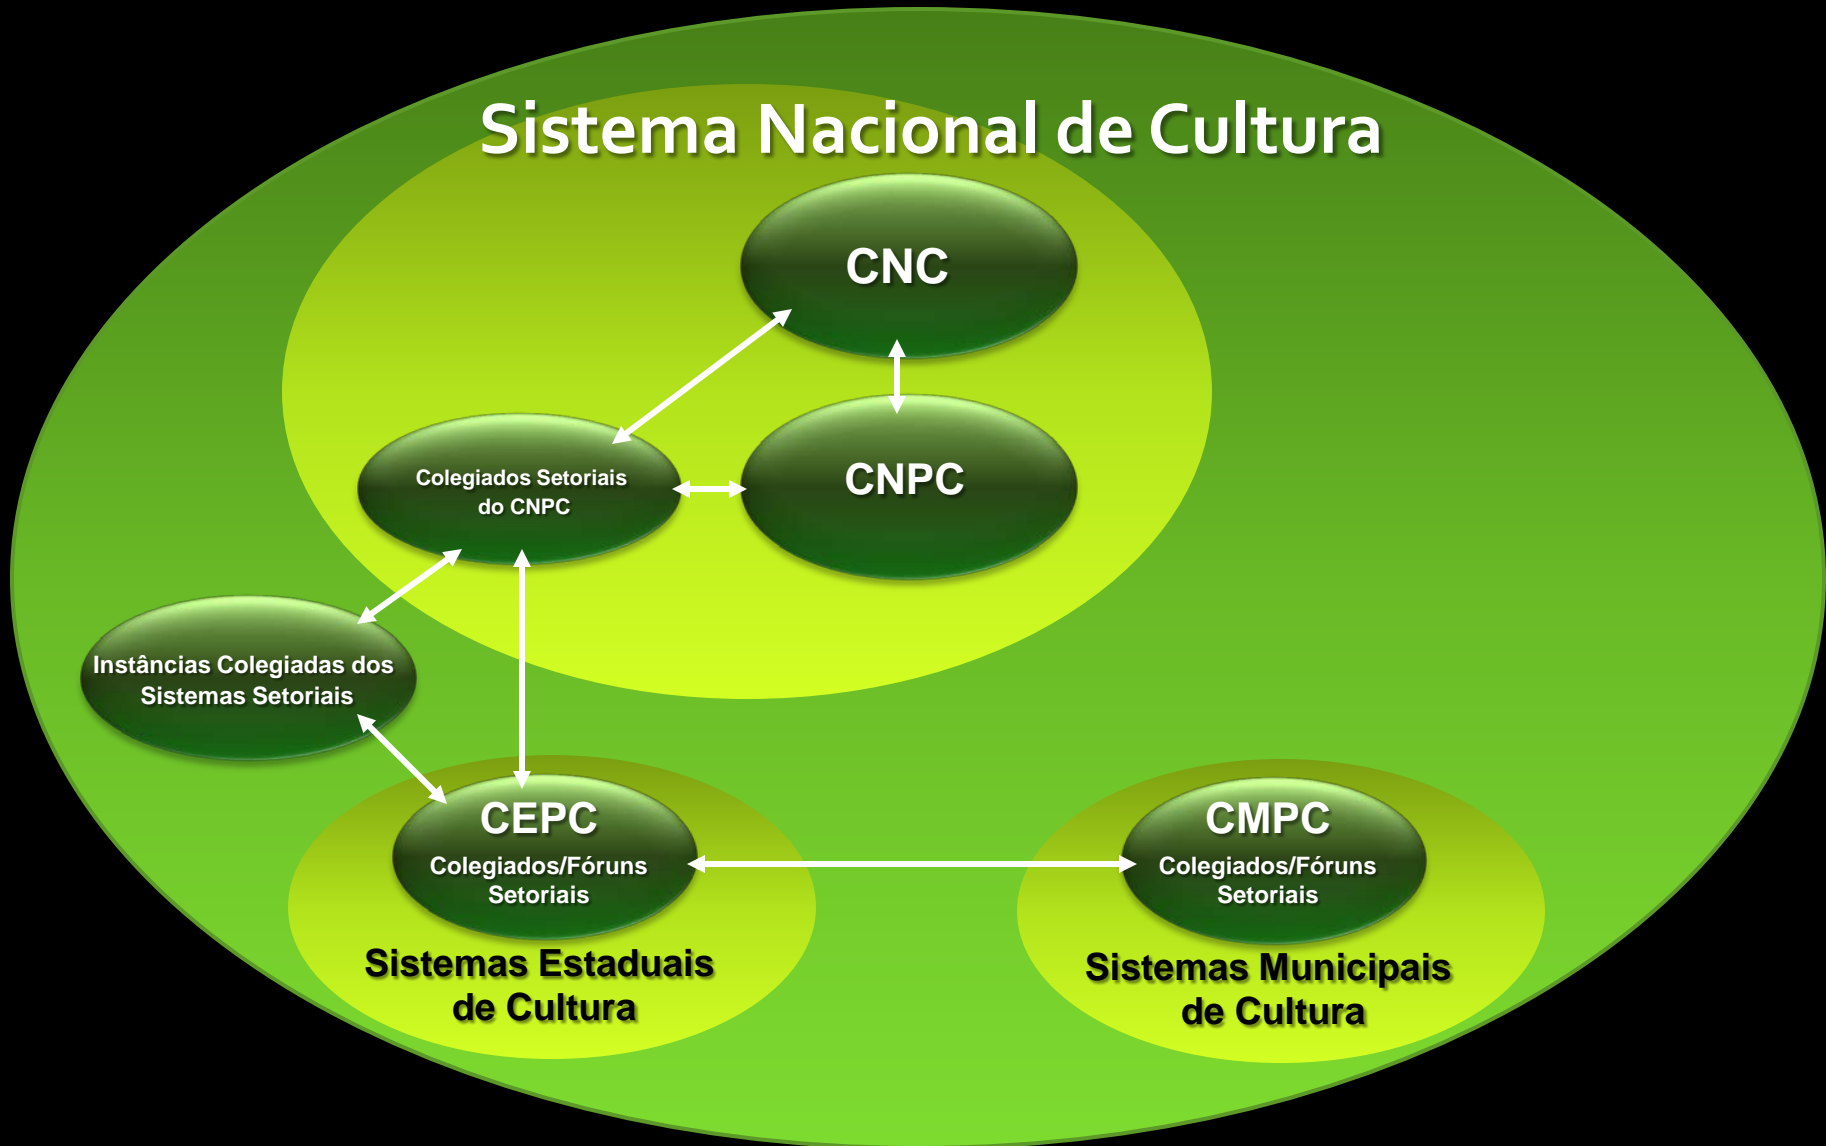 Sistema Nacional de Cultura
CNC
Colegiados Setoriais
do CNPC
CNPC
Instâncias Colegiadas dos
Sistemas Setoriais
CEPC
Colegiados/Fóruns
Setoriais
Sistemas Estaduais
de Cultura
CMPC
Colegiados/Fóruns
Setoriais
Sistemas Municipais
de Cultura